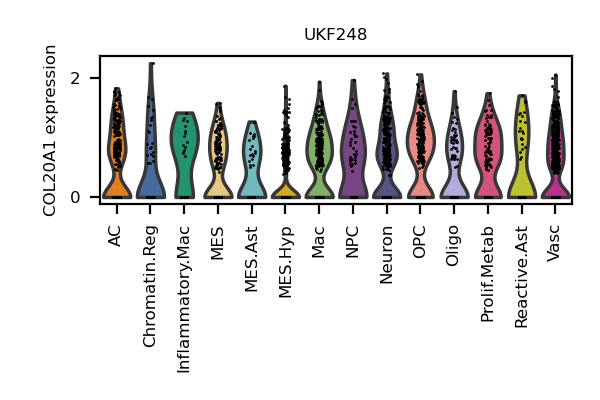 UKF248
COL20A1 expression
2
0
AC
Chromatin.Reg
Inflammatory.Mac
MES
MES.Ast
MES.Hyp
Mac
NPC
Neuron
OPC
Oligo
Prolif.Metab
Reactive.Ast
Vasc